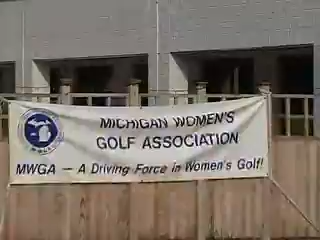 MICHIGAN WOMEN'S
GOLF ASSOCIATION
MWGA — A Driving Force in Women's Golf!